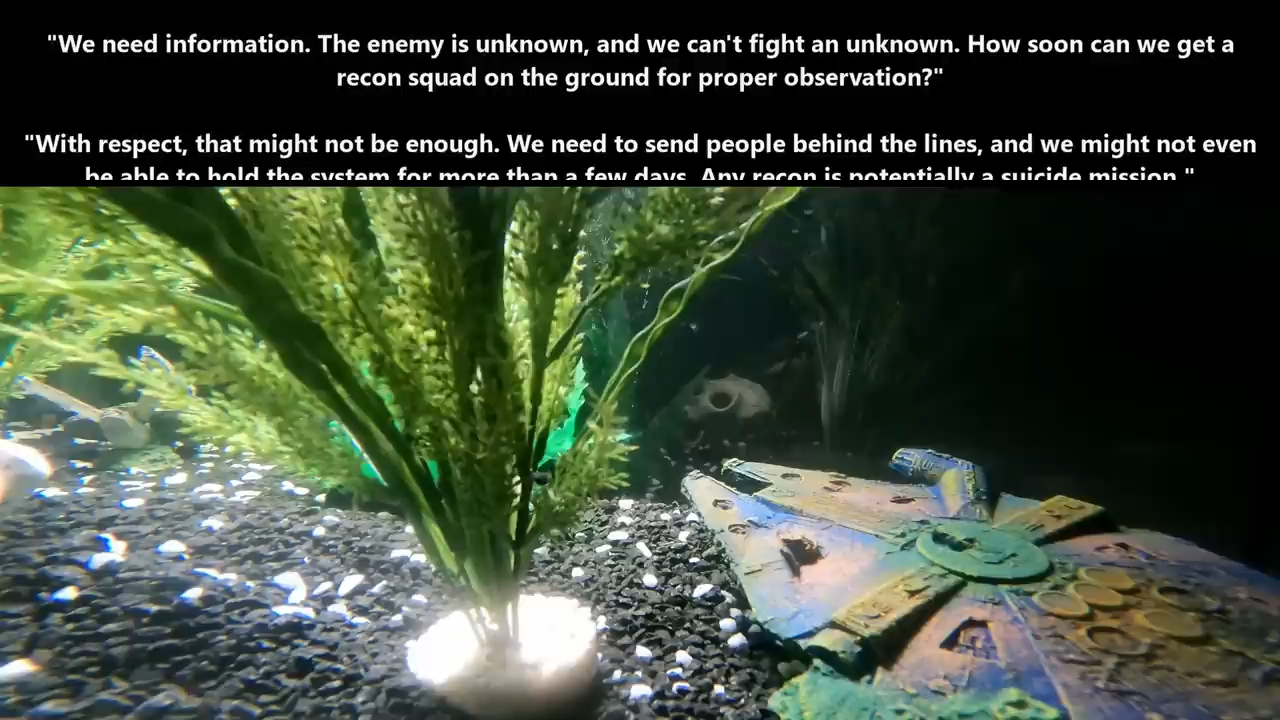 "We need information. The enemy is unknown, and we can't fight an unknown. How soon can we get a
recon squad on the ground for proper observation?"
"With respect, that might not be enough. We need to send people behind the lines, and we might not even
be able to hold the system for more than a few days. Any recon is potentially a suicide mission."